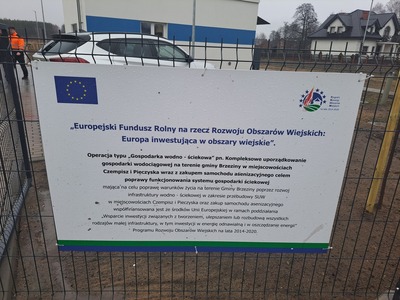 „Europejski Fundusz Rolny na rzecz Rozwoju Obszarów Wiejskich:
Europa inwestująca w obszary wiejskie".
Operacja typu „Gospodarka wodno - ściekowa" pn. Kompleksowe uporządkowanie
gospodarki wodociągowej na terenie gminy Brzeziny w miejscowościach
Czempisz i Pieczyska wraz z zakupem samochodu asenizacyjnego celem
poprawy funkcjonowania systemu gospodarki ściekowej
mająca na celu poprawę warunków życia na terenie Gminy Brzeziny poprzez rozwój
infrastruktury wodno - ściekowej w zakresie przebudowy SUW
w miejscowościach Czempisz i Pieczyska oraz zakup samochodu asenizacyjnego
współfinansowana jest ze środków Unii Europejskiej w ramach poddziałania
„Wsparcie inwestycji związanych z tworzeniem, ulepszaniem lub rozbudową wszystkich
rodzajów małej infrastruktury, w tym inwestycji w energię odnawialną i w oszczędzanie energii"
Programu Rozwoju Obszarów Wiejskich na lata 2014-2020.